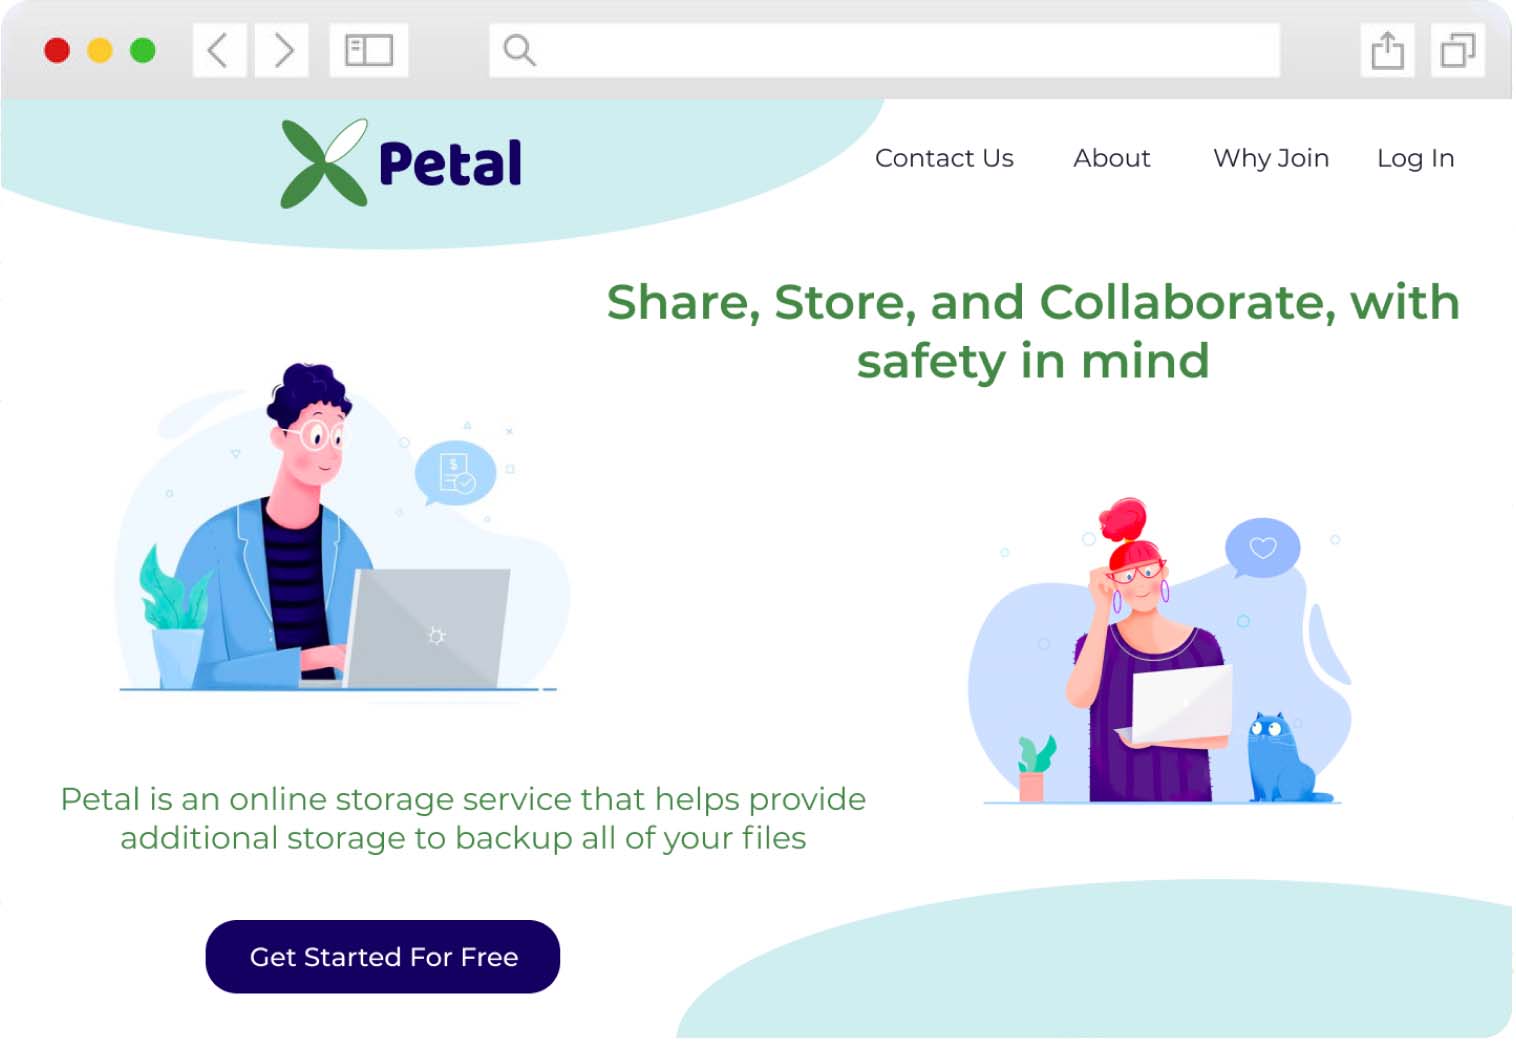 Petal
Contact Us
About
Why Join
Log In
Share, Store, and Collaborate, with
safety in mind
$
Petal is an online storage service that helps provide
additional storage to backup all of your files
Get Started For Free